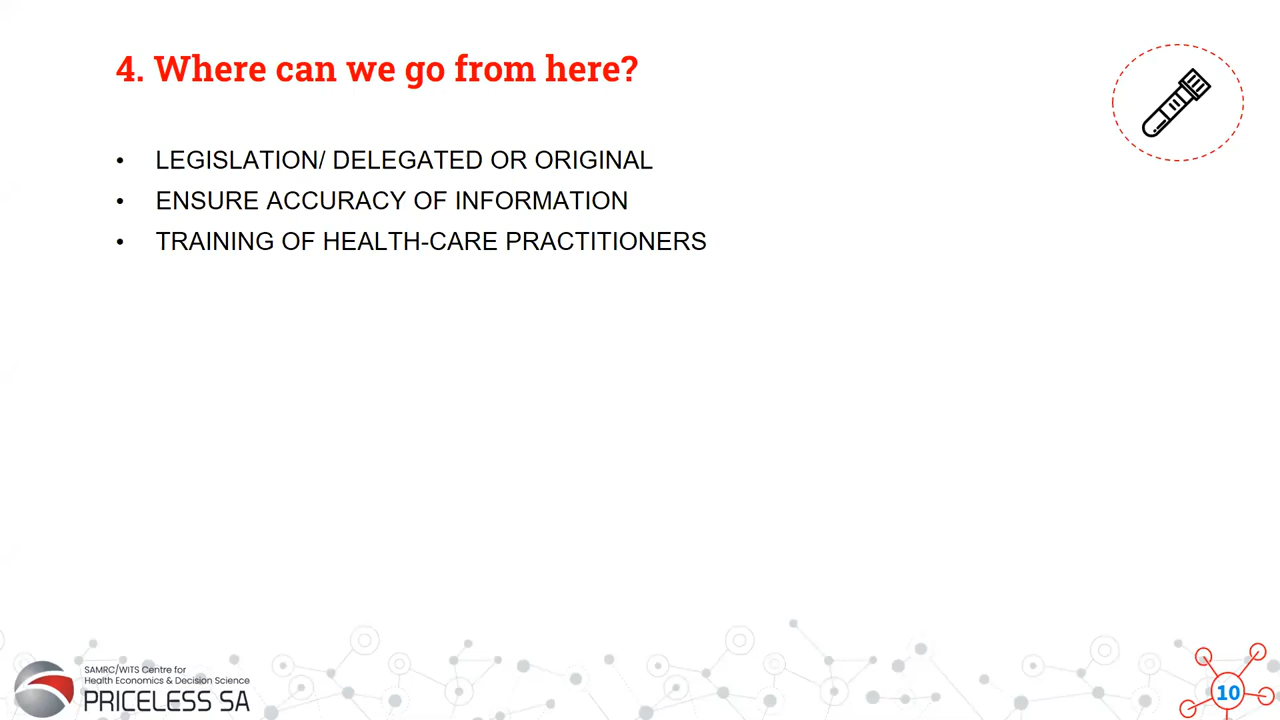 4. Where can we go from here?
• LEGISLATION/ DELEGATED OR ORIGINAL
• ENSURE ACCURACY OF INFORMATION
• TRAINING OF HEALTH-CARE PRACTITIONERS
SAMRC/WITS Centre for
Health Economics & Decision Science
PRICELESS SA
10